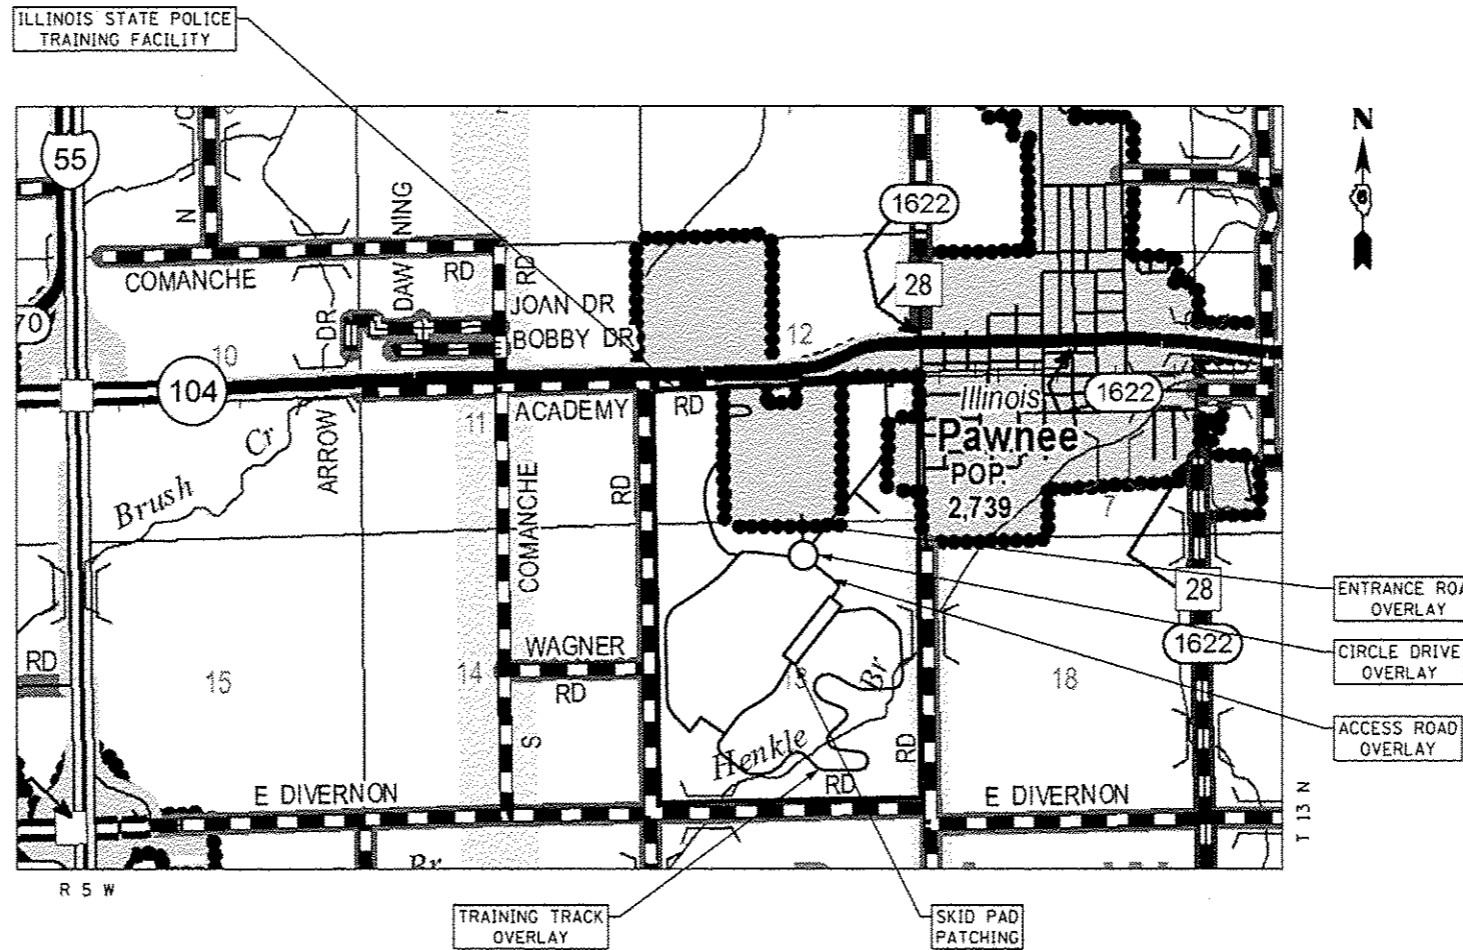 ILLINOIS STATE POLICE
TRAINING FACILITY
N
55
N
DAWNING
1622
COMANCHE
RD
RD
JOAN DR
28
BOBBY DR
DR
70
10
12
104
ARROW
11
ACADEMY
RD
Illinois
1622
Brush Cr
RD
Pawnee
POP.
2,739
7
COMANCHE
28
ENTRANCE ROA
OVERLAY
1622
CIRCLE DRIVE
OVERLAY
RD
15
14
WAGNER
RD
13
Br
18
S
Henkle
RD
RD
ACCESS ROAD
OVERLAY
E DIVERNON
E DIVERNON
T 13 N
Br
R 5 W
TRAINING TRACK
OVERLAY
SKID PAD
PATCHING